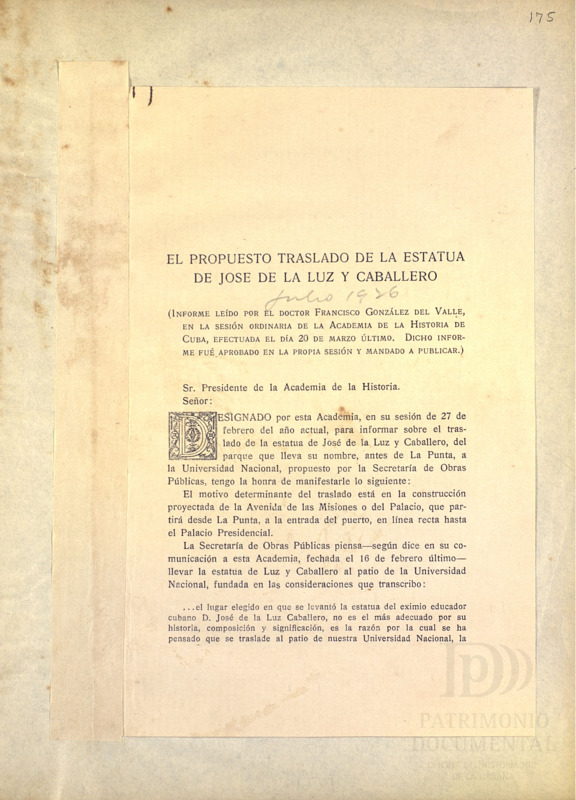 175
EL PROPUESTO TRASLADO DE LA ESTATUA
DE JOSE DE LA LUZ Y CABALLERO
Julio 1926
(Informe leído por el doctor Francisco González del Valle,
en la sesión ordinaria de la Academia de la Historia de
Cuba, efectuada el día 20 de marzo último. Dicho infor-
me fué aprobado en la propia sesión y mandado a publicar.)
Sr. Presidente de la Academia de la Historia.
Señor:
DESIGNADO por esta Academia, en su sesión de 27 de
febrero del año actual, para informar sobre el tras-
lado de la estatua de José de la Luz y Caballero, del
parque que lleva su nombre, antes de La Punta, a
la Universidad Nacional, propuesto por la Secretaría de Obras
Públicas, tengo la honra de manifestarle lo siguiente:
El motivo determinante del traslado está en la construcción
proyectada de la Avenida de las Misiones o del Palacio, que par-
tirá desde La Punta, a la entrada del puerto, en línea recta hasta
el Palacio Presidencial.
La Secretaría de Obras Públicas piensa—según dice en su co-
municación a esta Academia, fechada el 16 de febrero último—
llevar la estatua de Luz y Caballero al patio de la Universidad
Nacional, fundada en las consideraciones que transcribo:
...el lugar elegido en que se levantó la estatua del eximio educador
cubano D. José de la Luz Caballero, no es el más adecuado por su
historia, composición y significación, es la razón por la cual se ha
pensado que se traslade al patio de nuestra Universidad Nacional, la
PATRIMONIO
DOCUMENTAL
OFICINA DEL HISTORIADOR
DE LA HABANA